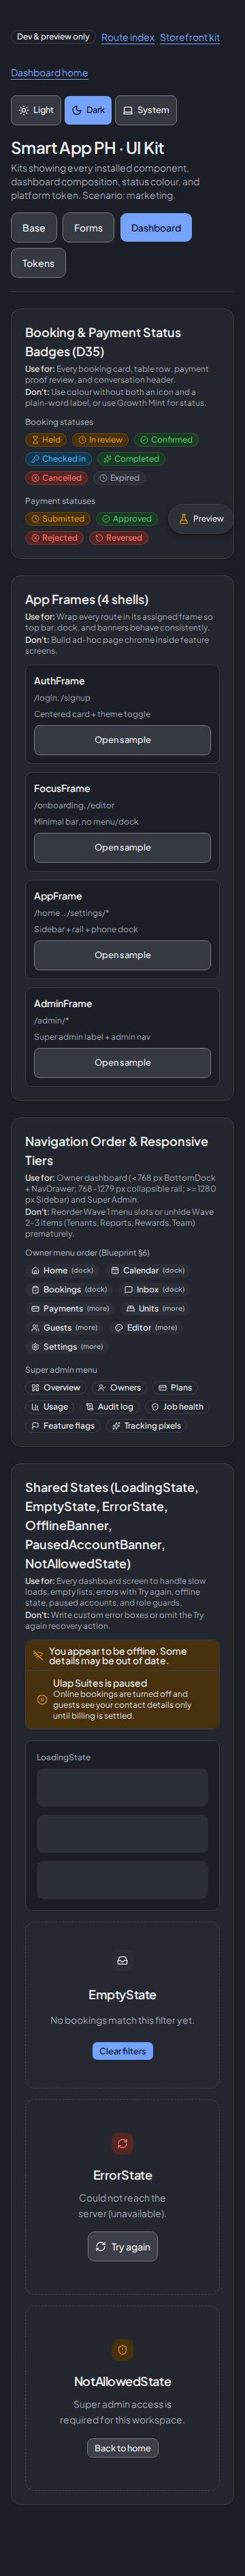 Dev & preview only Route index Storefront kit
Dashboard home
Light Dark System
Smart App PH · UI Kit
Kits showing every installed component,
dashboard composition, status colour, and
platform token. Scenario: marketing.
Base Forms Dashboard
Tokens
Booking & Payment Status
Badges (D35)
Use for: Every booking card, table row, payment
proof review, and conversation header.
Don't: Use colour without both an icon and a
plain-word label, or use Growth Mint for status.
Booking statuses
Held In review Confirmed
Checked in Completed
Cancelled Expired
Payment statuses
Submitted Approved
Preview
Rejected Reversed
App Frames (4 shells)
Use for: Wrap every route in its assigned frame so
top bar, dock, and banners behave consistently.
Don't: Build ad-hoc page chrome inside feature
screens.
AuthFrame
/login, /signup
Centered card + theme toggle
Open sample
FocusFrame
/onboarding, /editor
Minimal bar, no menu/dock
Open sample
AppFrame
/home .. /settings/*
Sidebar + rail + phone dock
Open sample
AdminFrame
/admin/*
Super admin label + admin nav
Open sample
Navigation Order & Responsive
Tiers
Use for: Owner dashboard (< 768 px BottomDock
+ NavDrawer; 768–1279 px collapsible rail; >= 1280
px Sidebar) and Super Admin.
Don't: Reorder Wave 1 menu slots or unhide Wave
2–3 items (Tenants, Reports, Rewards, Team)
prematurely.
Owner menu order (Blueprint §6)
Home (dock) Calendar (dock)
Bookings (dock) Inbox (dock)
Payments (more) Units (more)
Guests (more) Editor (more)
Settings (more)
Super admin menu
Overview Owners Plans
Usage Audit log Job health
Feature flags Tracking pixels
Shared States (LoadingState,
EmptyState, ErrorState,
OfflineBanner,
PausedAccountBanner,
NotAllowedState)
Use for: Every dashboard screen to handle slow
loads, empty lists, errors with Try again, offline
state, paused accounts, and role guards.
Don't: Write custom error boxes or omit the Try
again recovery action.
You appear to be offline. Some
details may be out of date.
Ulap Suites is paused
Online bookings are turned off and
guests see your contact details only
until billing is settled.
LoadingState
EmptyState
No bookings match this filter yet.
Clear filters
ErrorState
Could not reach the
server (unavailable).
Try again
NotAllowedState
Super admin access is
required for this workspace.
Back to home